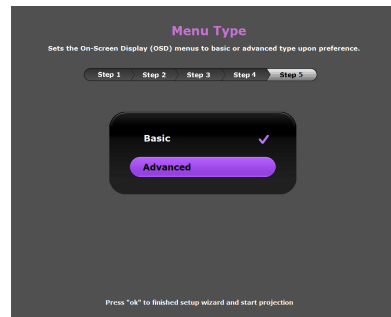 Menu Type
Sets the On-Screen Display (OSD) menus to basic or advanced type upon preference.
Step 1 Step 2 Step 3 Step 4 Step 5
Basic
Advanced
Press "ok" to finished setup wizard and start projection